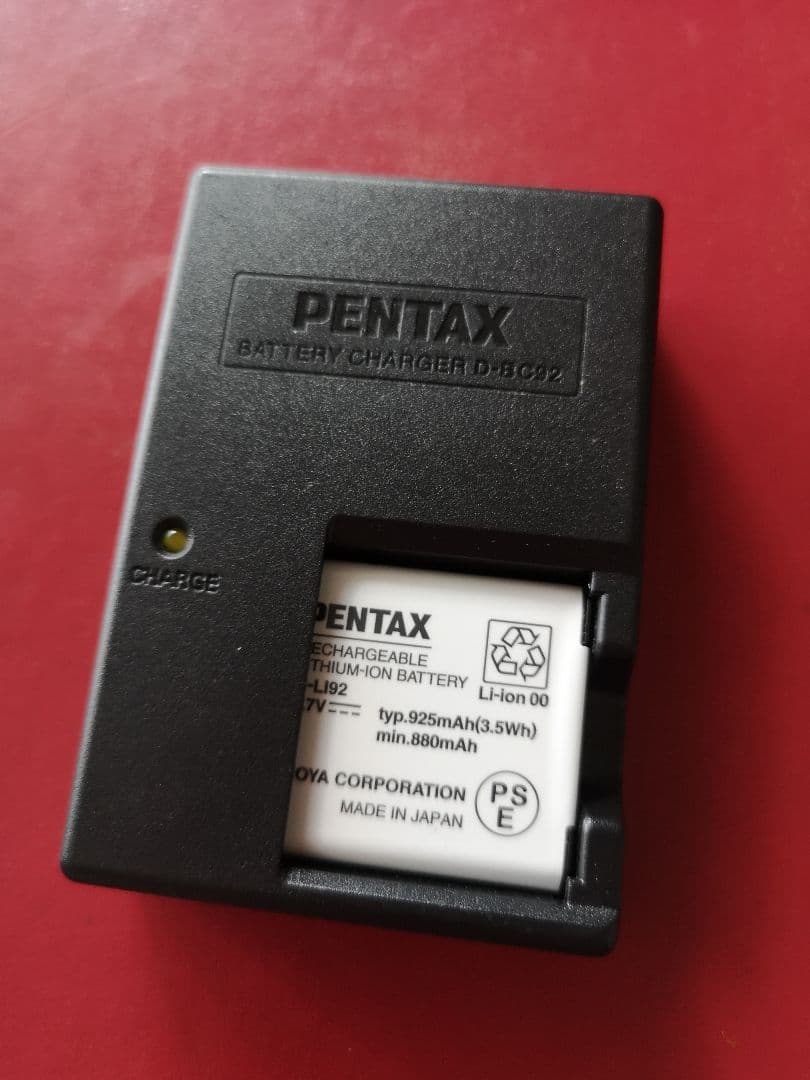 PENTAX
BATTERY CHARGER D-BC92
CHARGE
PENTAX
ECHARGEABLE
THIUM-ION BATTERY
-LI92
.7V
typ.925mAh(3.5Wh)
min.880mAh
Li-ion 00
OYA CORPORATION
MADE IN JAPAN
PS
E